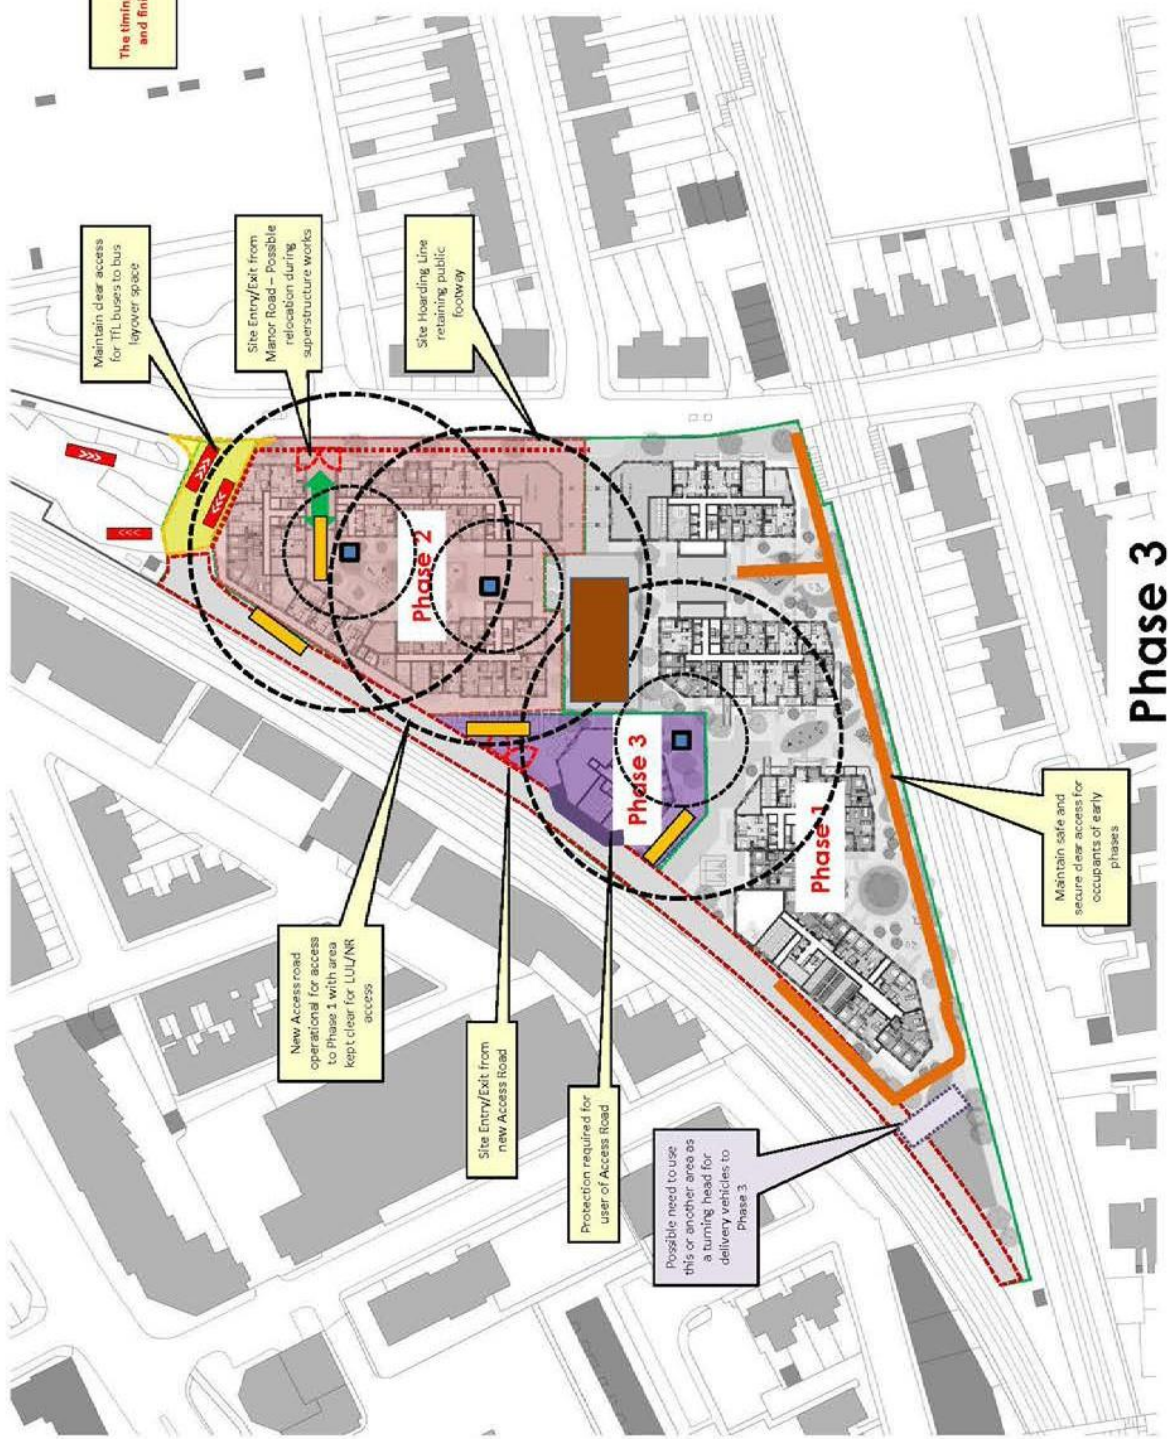 The timin
and fini
Maintain clear access
for TfL buses to bus
layover space
Site Entry/Exit from
Manor Road – Possible
relocation during
superstructure works
Site Hoarding Line
retaining public
footway
New Access road
operational for access
to Phase 1 with area
kept clear for LUL/NR
access
Site Entry/Exit from
new Access Road
Protection required for
user of Access Road
Possible need to use
this or another area as
a turning head for
delivery vehicles to
Phase 3
Maintain safe and
secure clear access for
occupants of early
phases
Phase 2
Phase 3
Phase 1
Phase 3